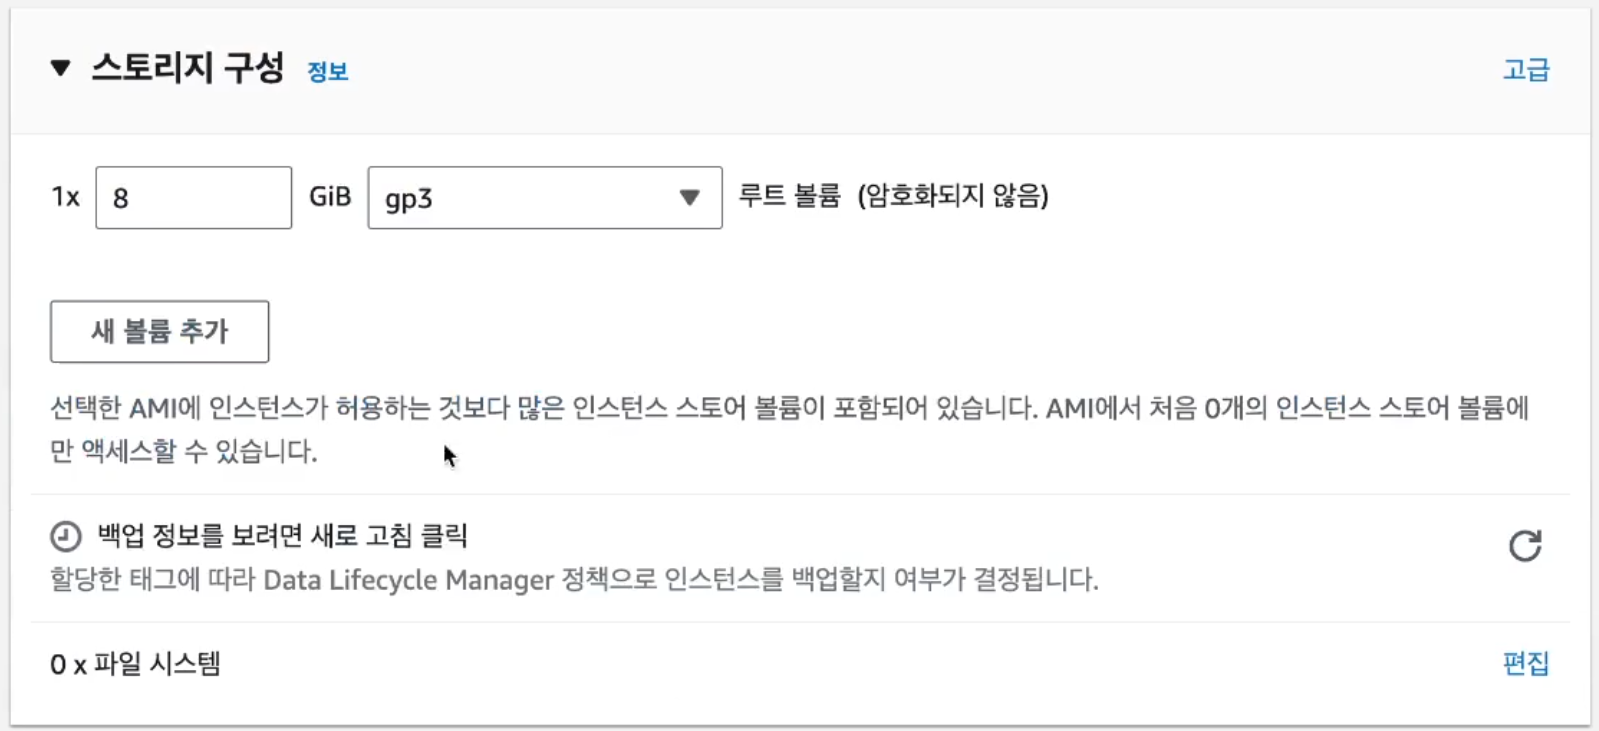 ▼ 스토리지 구성 정보 고급
1x 8 GiB gp3 루트 볼륨 (암호화되지 않음)
새 볼륨 추가
선택한 AMI에 인스턴스가 허용하는 것보다 많은 인스턴스 스토어 볼륨이 포함되어 있습니다. AMI에서 처음 0개의 인스턴스 스토어 볼륨에
만 액세스할 수 있습니다.
백업 정보를 보려면 새로 고침 클릭
할당한 태그에 따라 Data Lifecycle Manager 정책으로 인스턴스를 백업할지 여부가 결정됩니다.
0 x 파일 시스템 편집